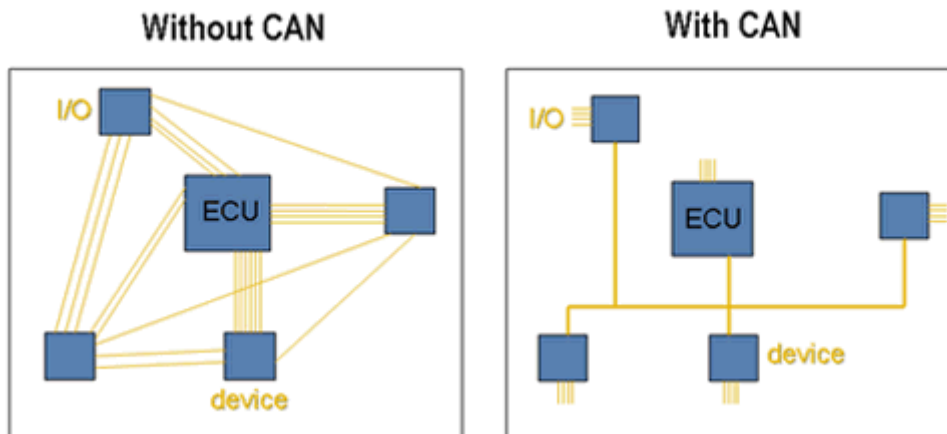 Without CAN
With CAN
I/O
ECU
device
I/O
ECU
device